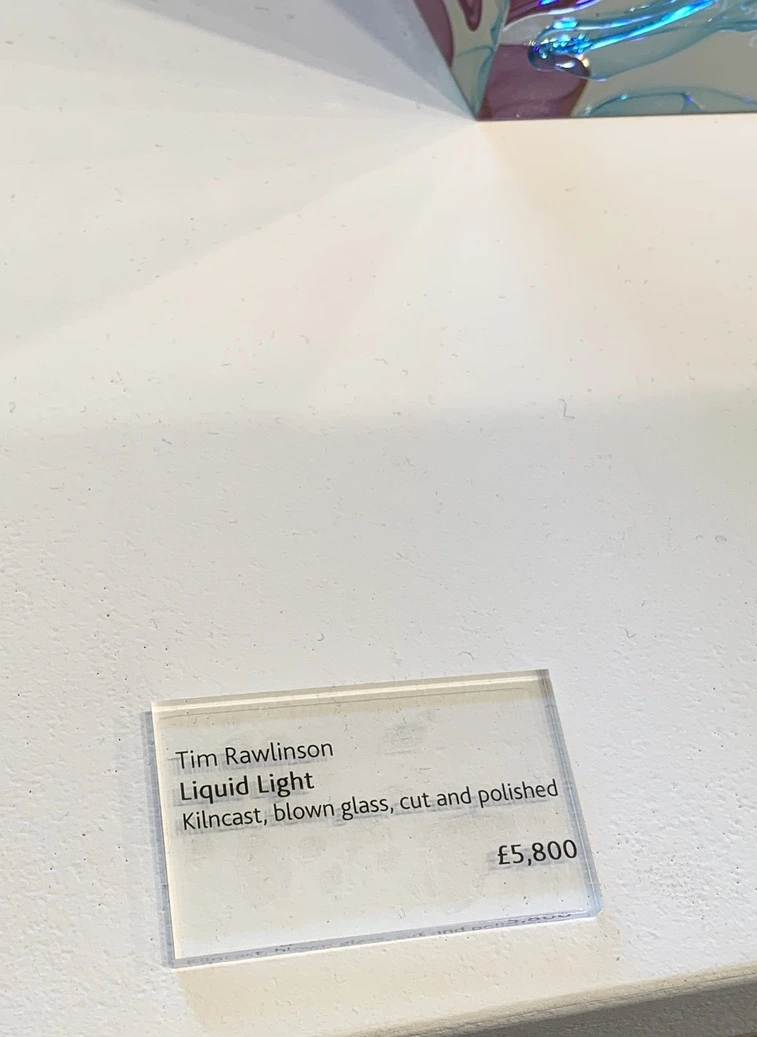 Tim Rawlinson
Liquid Light
Kilncast, blown glass, cut and polished
£5,800